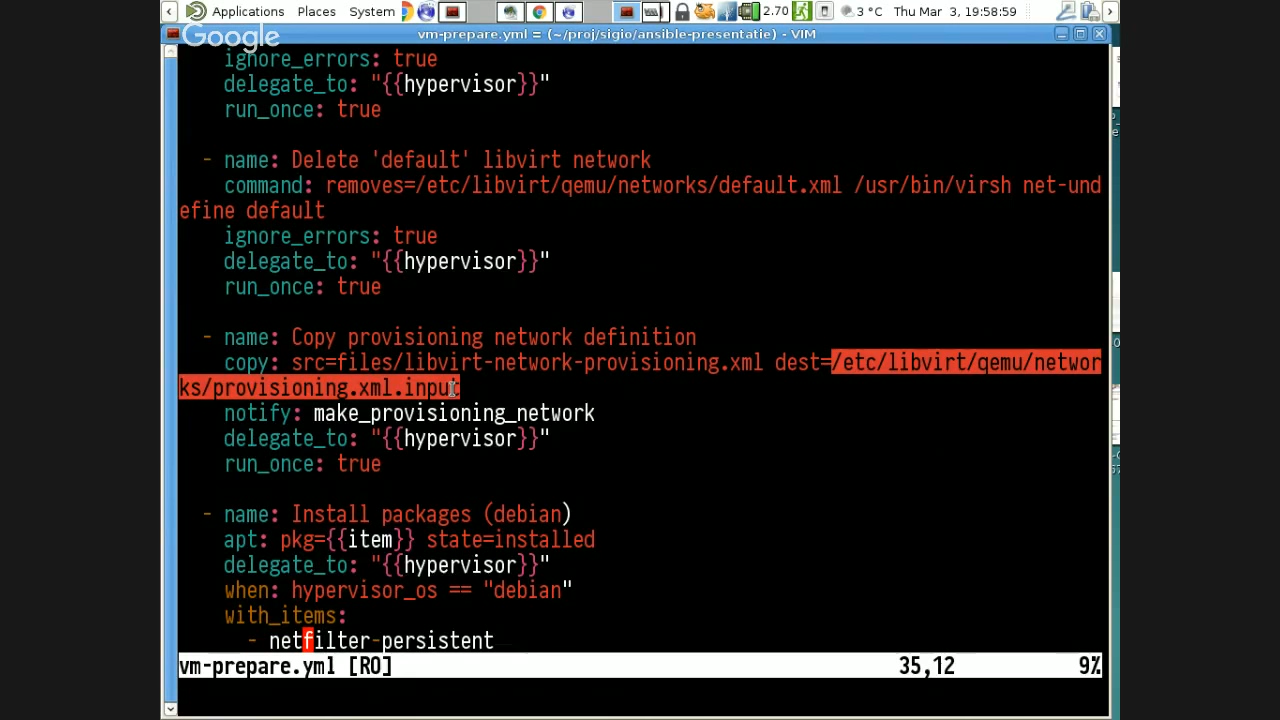 Applications Places System 2.70 3 °C Thu Mar 3, 19:58:59
Google
vm-prepare.yml = (~/proj/sigio/ansible-presentatie) - VIM
ignore_errors: true
delegate_to: "{{hypervisor}}"
run_once: true
- name: Delete 'default' libvirt network
command: removes=/etc/libvirt/qemu/networks/default.xml /usr/bin/virsh net-und
efine default
ignore_errors: true
delegate_to: "{{hypervisor}}"
run_once: true
- name: Copy provisioning network definition
copy: src=files/libvirt-network-provisioning.xml dest=/etc/libvirt/qemu/networ
ks/provisioning.xml.input
notify: make_provisioning_network
delegate_to: "{{hypervisor}}"
run_once: true
- name: Install packages (debian)
apt: pkg={{item}} state=installed
delegate_to: "{{hypervisor}}"
when: hypervisor_os == "debian"
with_items:
- netfilter-persistent
vm-prepare.yml [RO] 35,12 9%